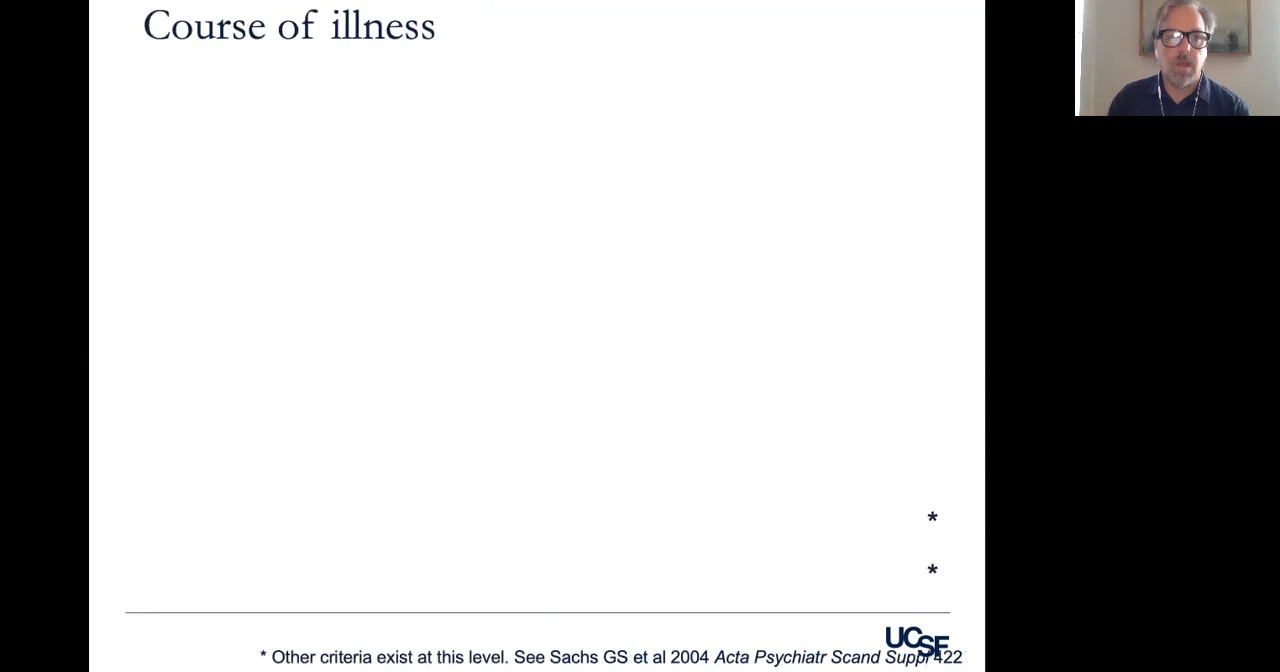 Course of illness
*
*
UCSF
* Other criteria exist at this level. See Sachs GS et al 2004 Acta Psychiatr Scand Suppl 422